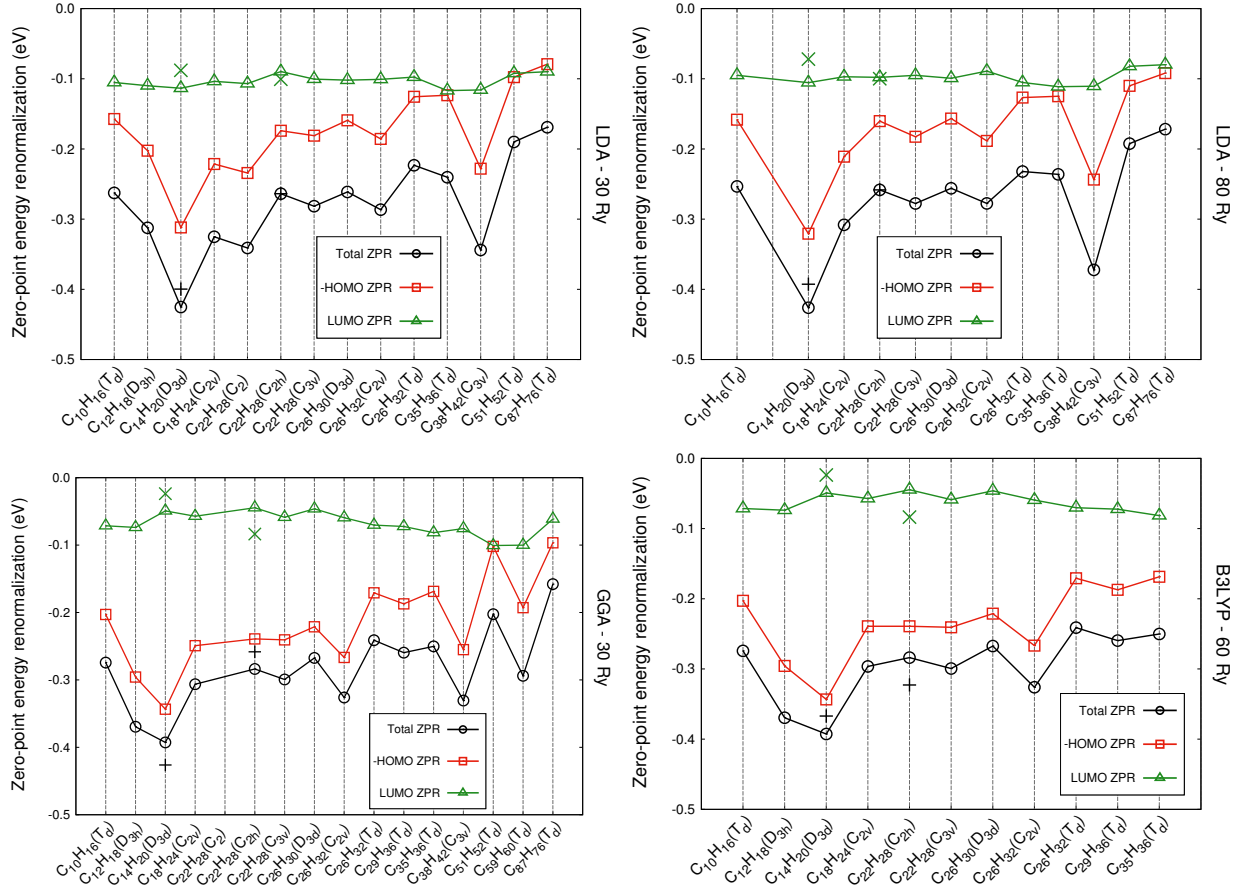 Zero-point energy renormalization (eV)
0.0
-0.1
-0.2
-0.3
-0.4
-0.5
Total ZPR
-HOMO ZPR
LUMO ZPR
C10H16(Td)
C12H18(D3h)
C14H20(D3d)
C18H24(C2v)
C22H28(C2)
C22H28(C2h)
C22H28(C3v)
C26H30(D3d)
C26H32(C2v)
C26H32(Td)
C35H36(Td)
C38H42(C3v)
C51H52(Td)
C87H76(Td)
LDA - 30 Ry
Zero-point energy renormalization (eV)
0.0
-0.1
-0.2
-0.3
-0.4
-0.5
Total ZPR
-HOMO ZPR
LUMO ZPR
C10H16(Td)
C14H20(D3d)
C18H24(C2v)
C22H28(C2h)
C22H28(C3v)
C26H30(D3d)
C26H32(C2v)
C26H32(Td)
C35H36(Td)
C38H42(C3v)
C51H52(Td)
C87H76(Td)
LDA - 80 Ry
Zero-point energy renormalization (eV)
0.0
-0.1
-0.2
-0.3
-0.4
-0.5
Total ZPR
-HOMO ZPR
LUMO ZPR
C10H16(Td)
C12H18(D3h)
C14H20(D3d)
C18H24(C2v)
C22H28(C2)
C22H28(C2h)
C22H28(C3v)
C26H30(D3d)
C26H32(C2v)
C26H32(Td)
C29H36(Td)
C35H36(Td)
C38H42(C3v)
C51H52(Td)
C59H60(Td)
C87H76(Td)
GGA - 30 Ry
Zero-point energy renormalization (eV)
0.0
-0.1
-0.2
-0.3
-0.4
-0.5
Total ZPR
-HOMO ZPR
LUMO ZPR
C10H16(Td)
C12H18(D3h)
C14H20(D3d)
C18H24(C2v)
C22H28(C2h)
C22H28(C3v)
C26H30(D3d)
C26H32(C2v)
C26H32(Td)
C29H36(Td)
C35H36(Td)
B3LYP - 60 Ry